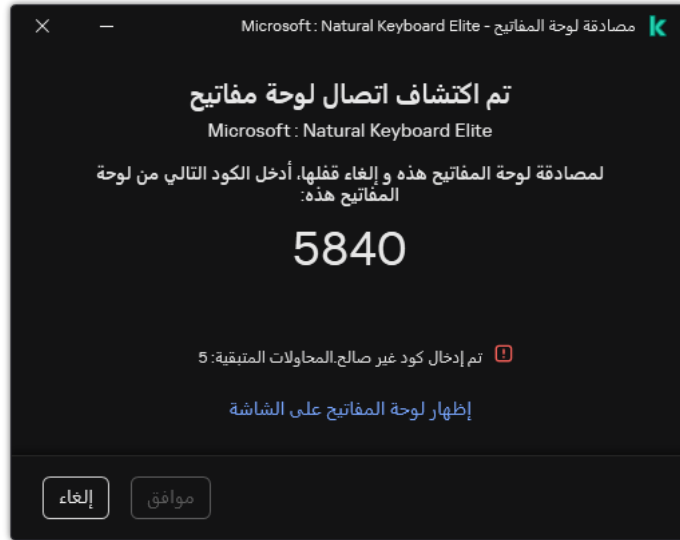 مصادقة لوحة المفاتيح - Microsoft : Natural Keyboard Elite
تم اكتشاف اتصال لوحة مفاتيح
Microsoft : Natural Keyboard Elite
لمصادقة لوحة المفاتيح هذه و إلغاء قفلها، أدخل الكود التالي من لوحة
المفاتيح هذه:
5840
تم إدخال كود غير صالح.المحاولات المتبقية: 5
إظهار لوحة المفاتيح على الشاشة
موافق
إلغاء